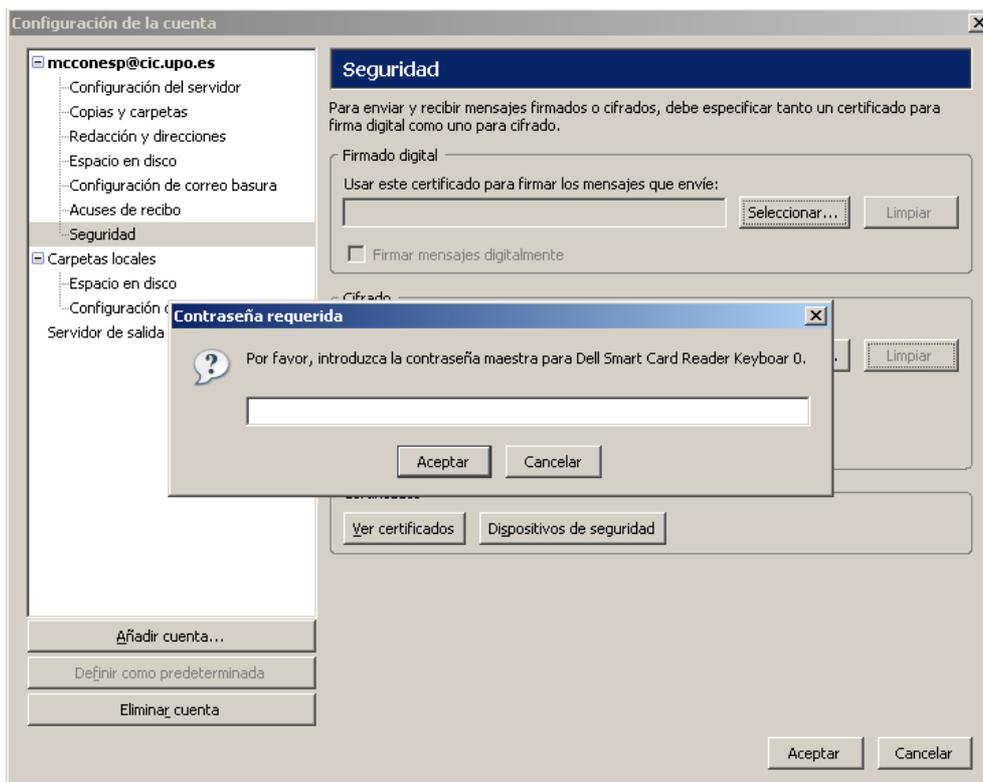 Configuración de la cuenta
mcconesp@cic.upo.es
Configuración del servidor
Copias y carpetas
Redacción y direcciones
Espacio en disco
Configuración de correo basura
Acuses de recibo
Seguridad
Carpetas locales
Espacio en disco
Configuración
Servidor de salida
Añadir cuenta...
Definir como predeterminada
Eliminar cuenta
Seguridad
Para enviar y recibir mensajes firmados o cifrados, debe especificar tanto un certificado para
firma digital como uno para cifrado.
Firmado digital
Usar este certificado para firmar los mensajes que envíe:
Seleccionar...
Limpiar
Firmar mensajes digitalmente
Cifrado
Limpiar
Contraseña requerida
Por favor, introduzca la contraseña maestra para Dell Smart Card Reader Keyboar 0.
Aceptar
Cancelar
Certificados
Ver certificados
Dispositivos de seguridad
Aceptar
Cancelar